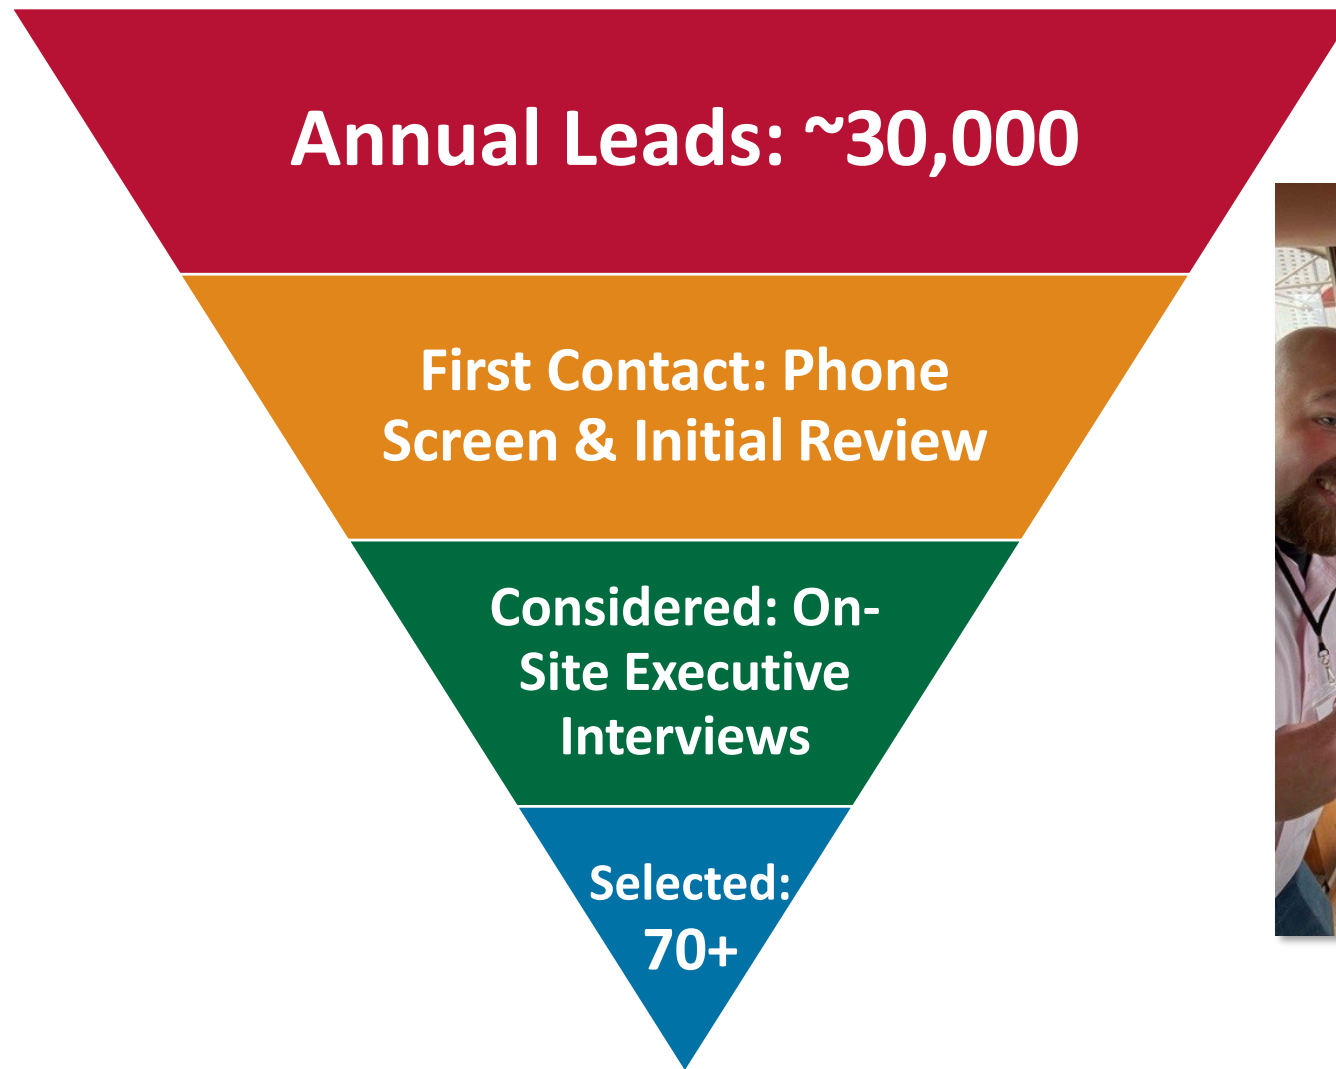 Annual Leads: ~30,000
First Contact: Phone
Screen & Initial Review
Considered: On-
Site Executive
Interviews
Selected:
70+